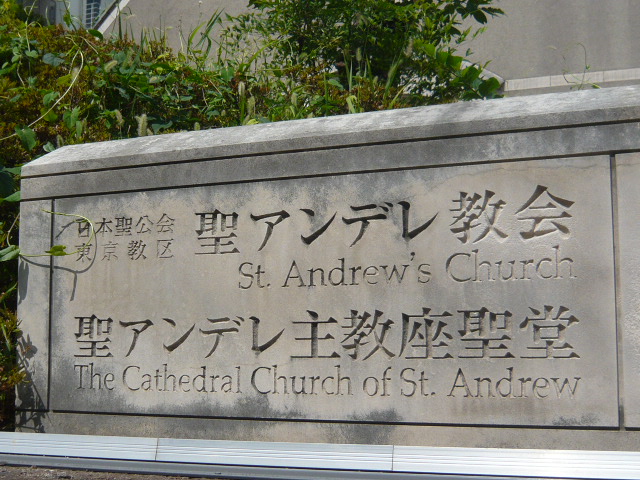 日本聖公会
東京教区
聖アンデレ教会
St. Andrew's Church
聖アンデレ主教座聖堂
The Cathedral Church of St. Andrew